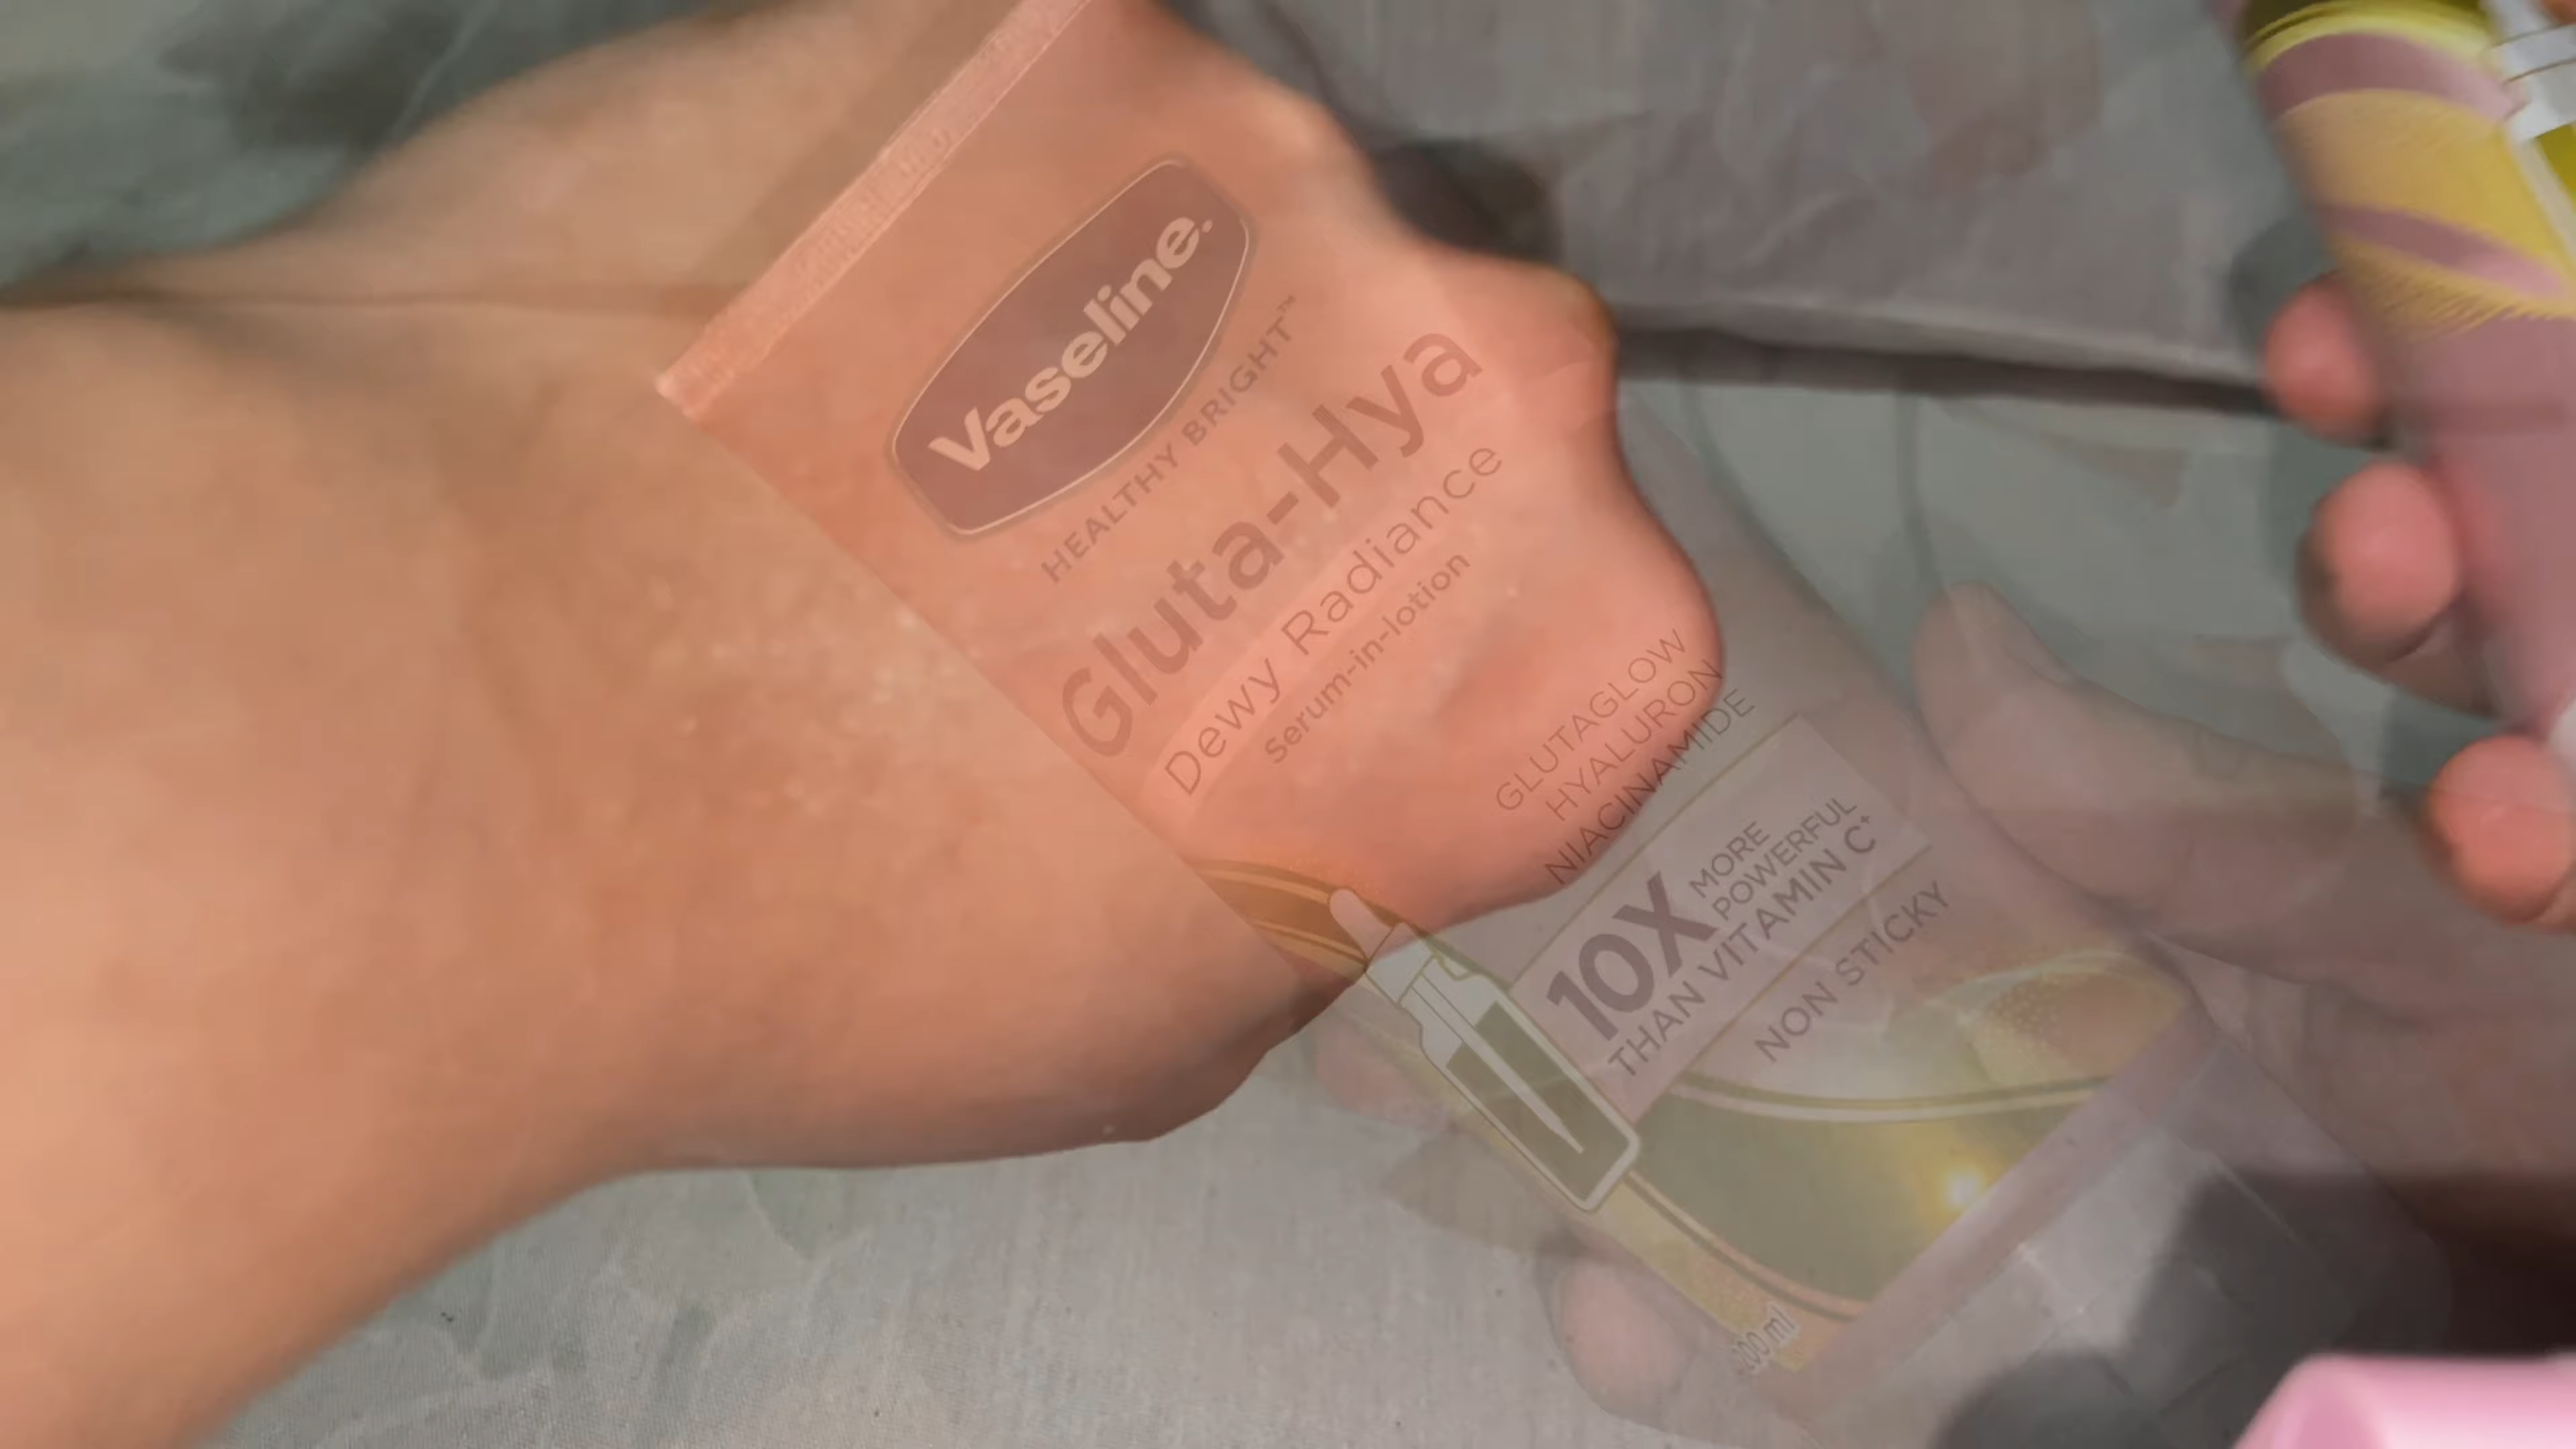 Vaseline.
HEALTHY BRIGHT™
Gluta-Hya
Dewy Radiance
Serum-in-lotion
GLUTAGLOW
HYALURON
NIACINAMIDE
10X MORE
POWERFUL
THAN VITAMIN C+
NON STICKY